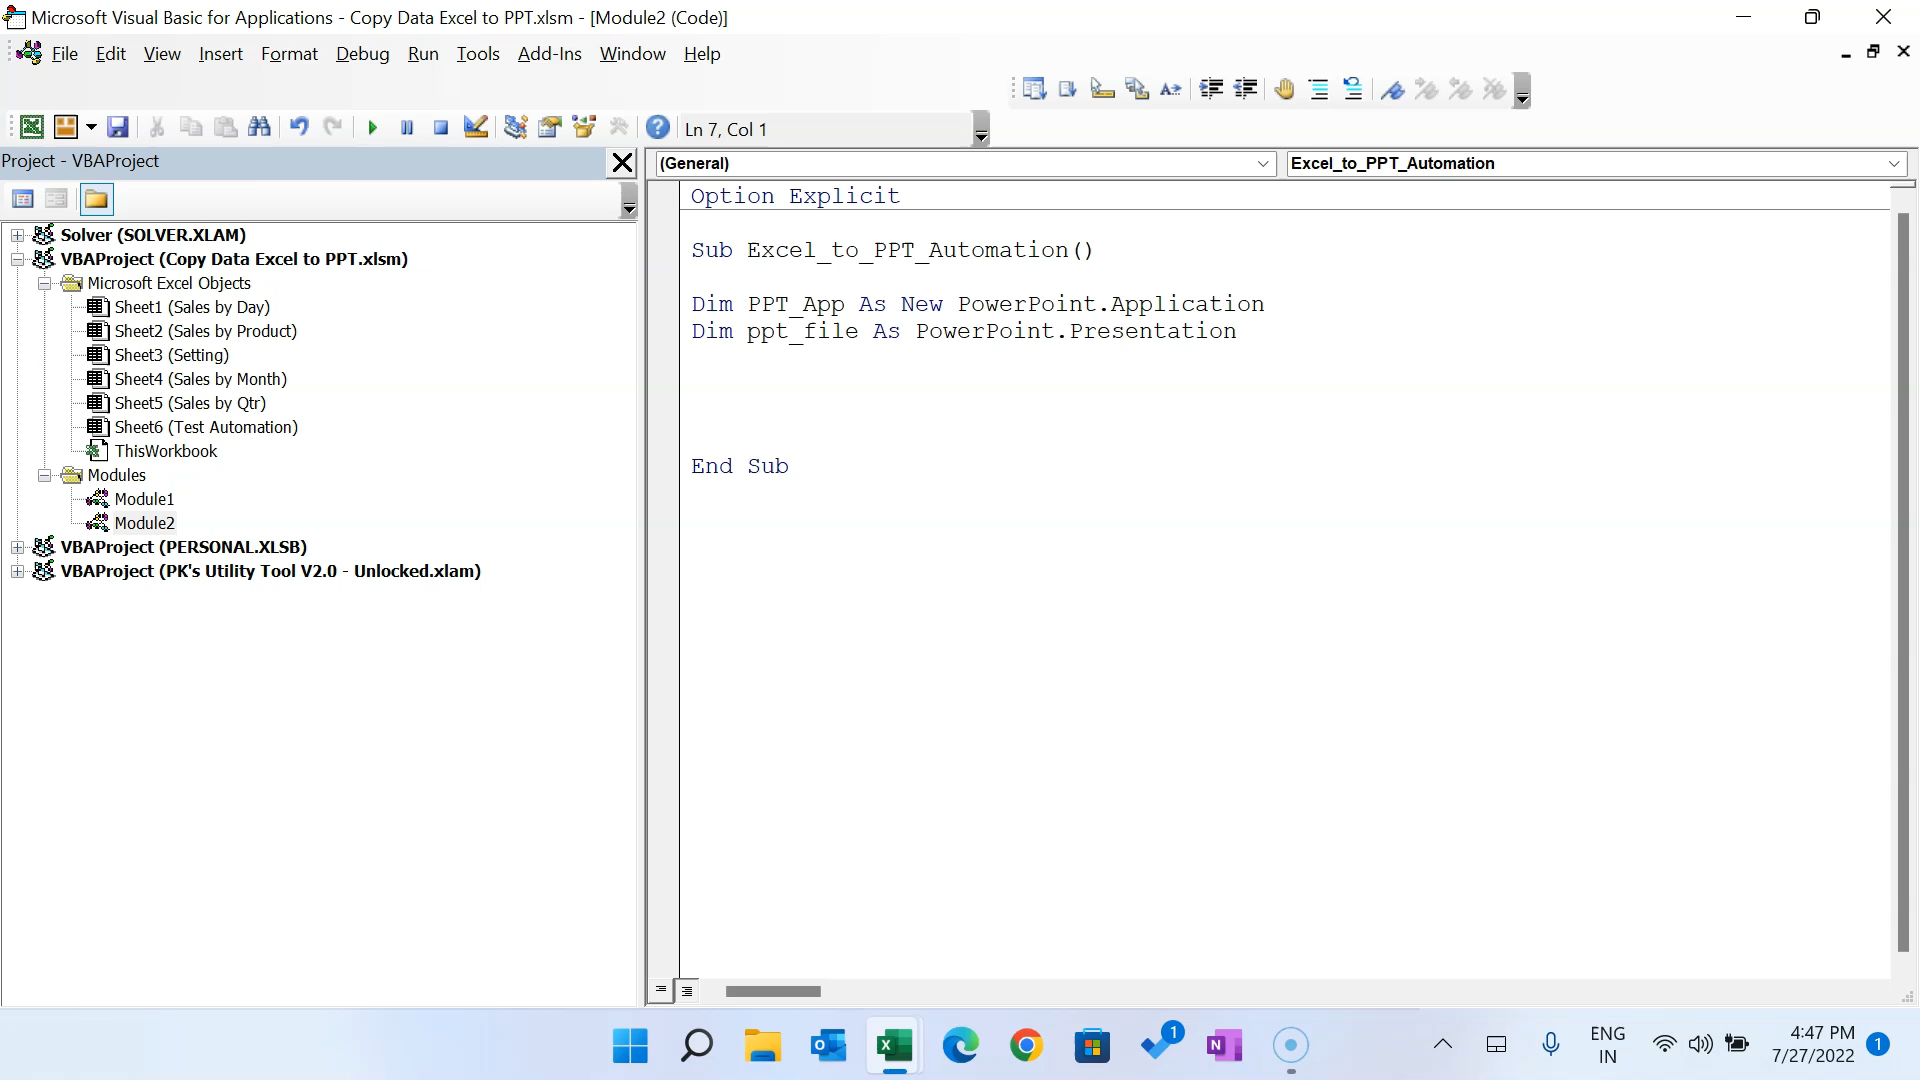 Microsoft Visual Basic for Applications - Copy Data Excel to PPT.xlsm - [Module2 (Code)]
File Edit View Insert Format Debug Run Tools Add-Ins Window Help
Ln 7, Col 1
Project - VBAProject
(General)
Excel_to_PPT_Automation
Solver (SOLVER.XLAM)
VBAProject (Copy Data Excel to PPT.xlsm)
Microsoft Excel Objects
Sheet1 (Sales by Day)
Sheet2 (Sales by Product)
Sheet3 (Setting)
Sheet4 (Sales by Month)
Sheet5 (Sales by Qtr)
Sheet6 (Test Automation)
ThisWorkbook
Modules
Module1
Module2
VBAProject (PERSONAL.XLSB)
VBAProject (PK's Utility Tool V2.0 - Unlocked.xlam)
Option Explicit
Sub Excel_to_PPT_Automation()
Dim PPT_App As New PowerPoint.Application
Dim ppt_file As PowerPoint.Presentation
End Sub
1
ENG
IN
4:47 PM
7/27/2022
1